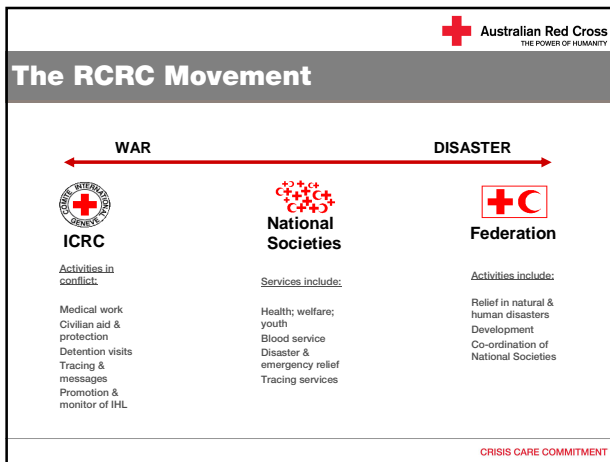 Australian Red Cross
THE POWER OF HUMANITY
The RCRC Movement
WAR
DISASTER
COMITE INTERNATIONAL GENEVE
ICRC
Activities in
conflict:
Medical work
Civilian aid &
protection
Detention visits
Tracing &
messages
Promotion &
monitor of IHL
National
Societies
Services include:
Health; welfare;
youth
Blood service
Disaster &
emergency relief
Tracing services
Federation
Activities include:
Relief in natural &
human disasters
Development
Co-ordination of
National Societies
CRISIS CARE COMMITMENT